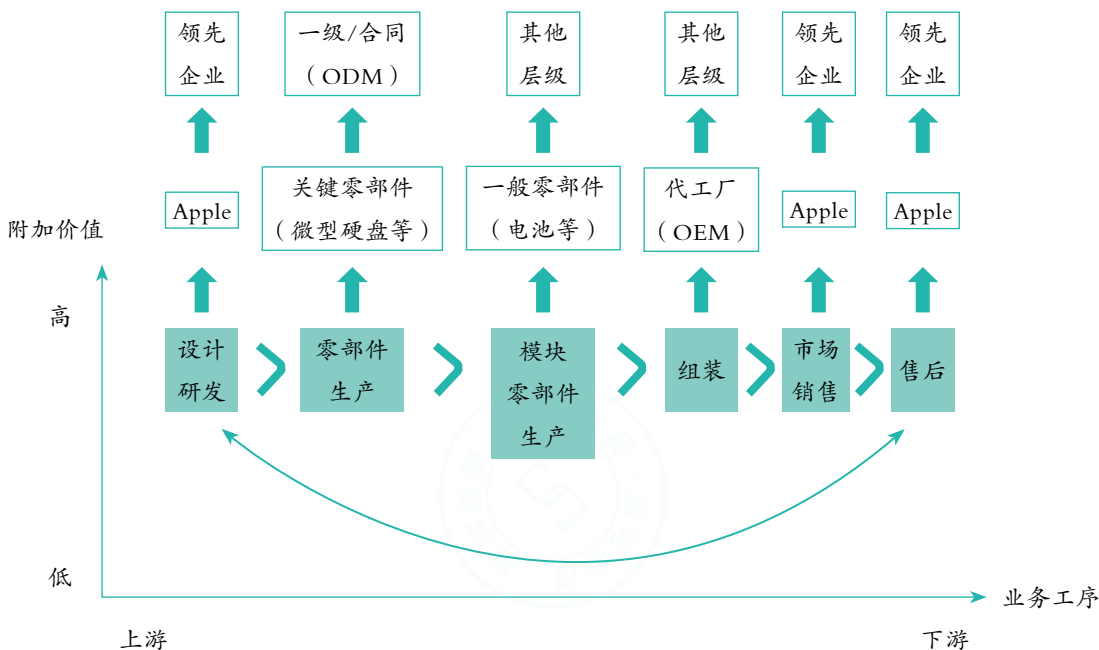 领先
企业
一级/合同
（ODM）
其他
层级
其他
层级
领先
企业
领先
企业
Apple
关键零部件
（微型硬盘等）
一般零部件
（电池等）
代工厂
（OEM）
Apple
Apple
附加价值
高
设计
研发
零部件
生产
模块
零部件
生产
组装
市场
销售
售后
低
业务工序
上游
下游